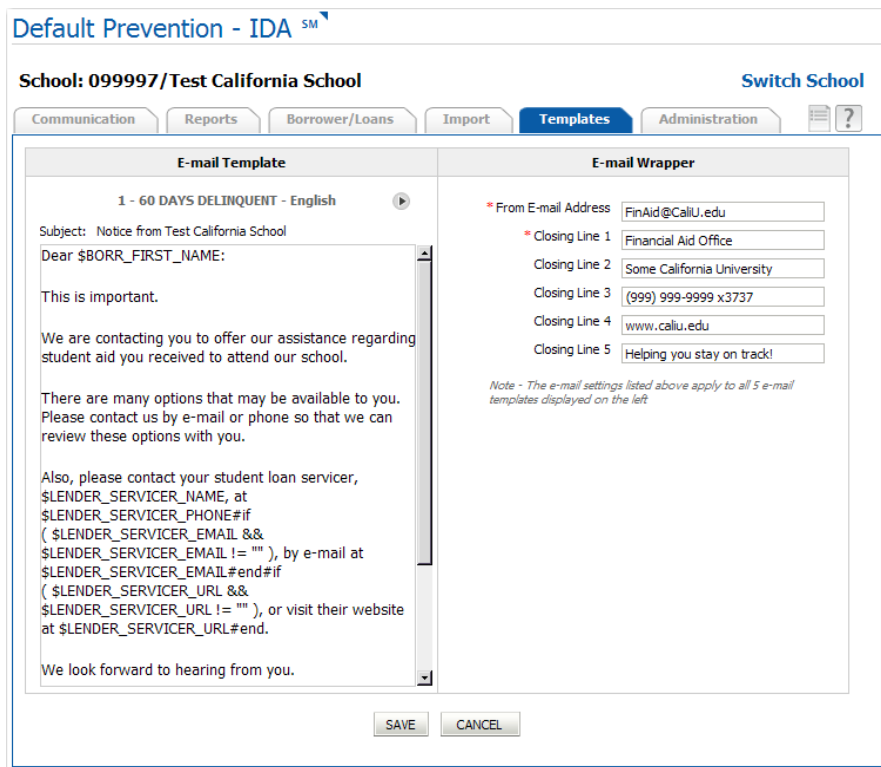 Default Prevention - IDA SM
School: 099997/Test California School
Switch School
Communication
Reports
Borrower/Loans
Import
Templates
Administration
?
E-mail Template
1 - 60 DAYS DELINQUENT - English
Subject: Notice from Test California School
Dear $BORR_FIRST_NAME:
This is important.
We are contacting you to offer our assistance regarding
student aid you received to attend our school.
There are many options that may be available to you.
Please contact us by e-mail or phone so that we can
review these options with you.
Also, please contact your student loan servicer,
$LENDER_SERVICER_NAME, at
$LENDER_SERVICER_PHONE#if
( $LENDER_SERVICER_EMAIL &&
$LENDER_SERVICER_EMAIL != "" ), by e-mail at
$LENDER_SERVICER_EMAIL#end#if
( $LENDER_SERVICER_URL &&
$LENDER_SERVICER_URL != "" ), or visit their website
at $LENDER_SERVICER_URL#end.
We look forward to hearing from you.
E-mail Wrapper
* From E-mail Address FinAid@CaliU.edu
* Closing Line 1 Financial Aid Office
Closing Line 2 Some California University
Closing Line 3 (999) 999-9999 x3737
Closing Line 4 www.caliu.edu
Closing Line 5 Helping you stay on track!
Note - The e-mail settings listed above apply to all 5 e-mail
templates displayed on the left
SAVE
CANCEL